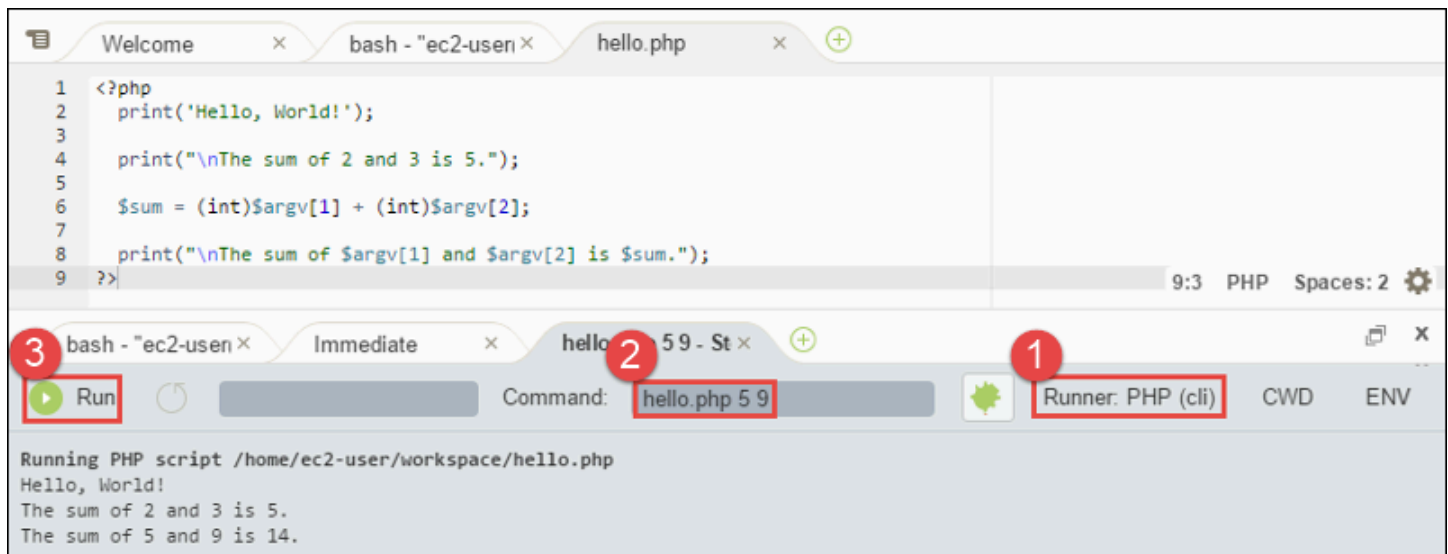 Welcome × bash - "ec2-user × hello.php ×
1 <?php
2   print('Hello, World!');
3
4   print("\nThe sum of 2 and 3 is 5.");
5
6   $sum = (int)$argv[1] + (int)$argv[2];
7
8   print("\nThe sum of $argv[1] and $argv[2] is $sum.");
9 ?>
9:3 PHP Spaces: 2
bash - "ec2-user × Immediate × hello 5 9 - St ×
3 2 1
Run Command: hello.php 5 9 Runner: PHP (cli) CWD ENV
Running PHP script /home/ec2-user/workspace/hello.php
Hello, World!
The sum of 2 and 3 is 5.
The sum of 5 and 9 is 14.